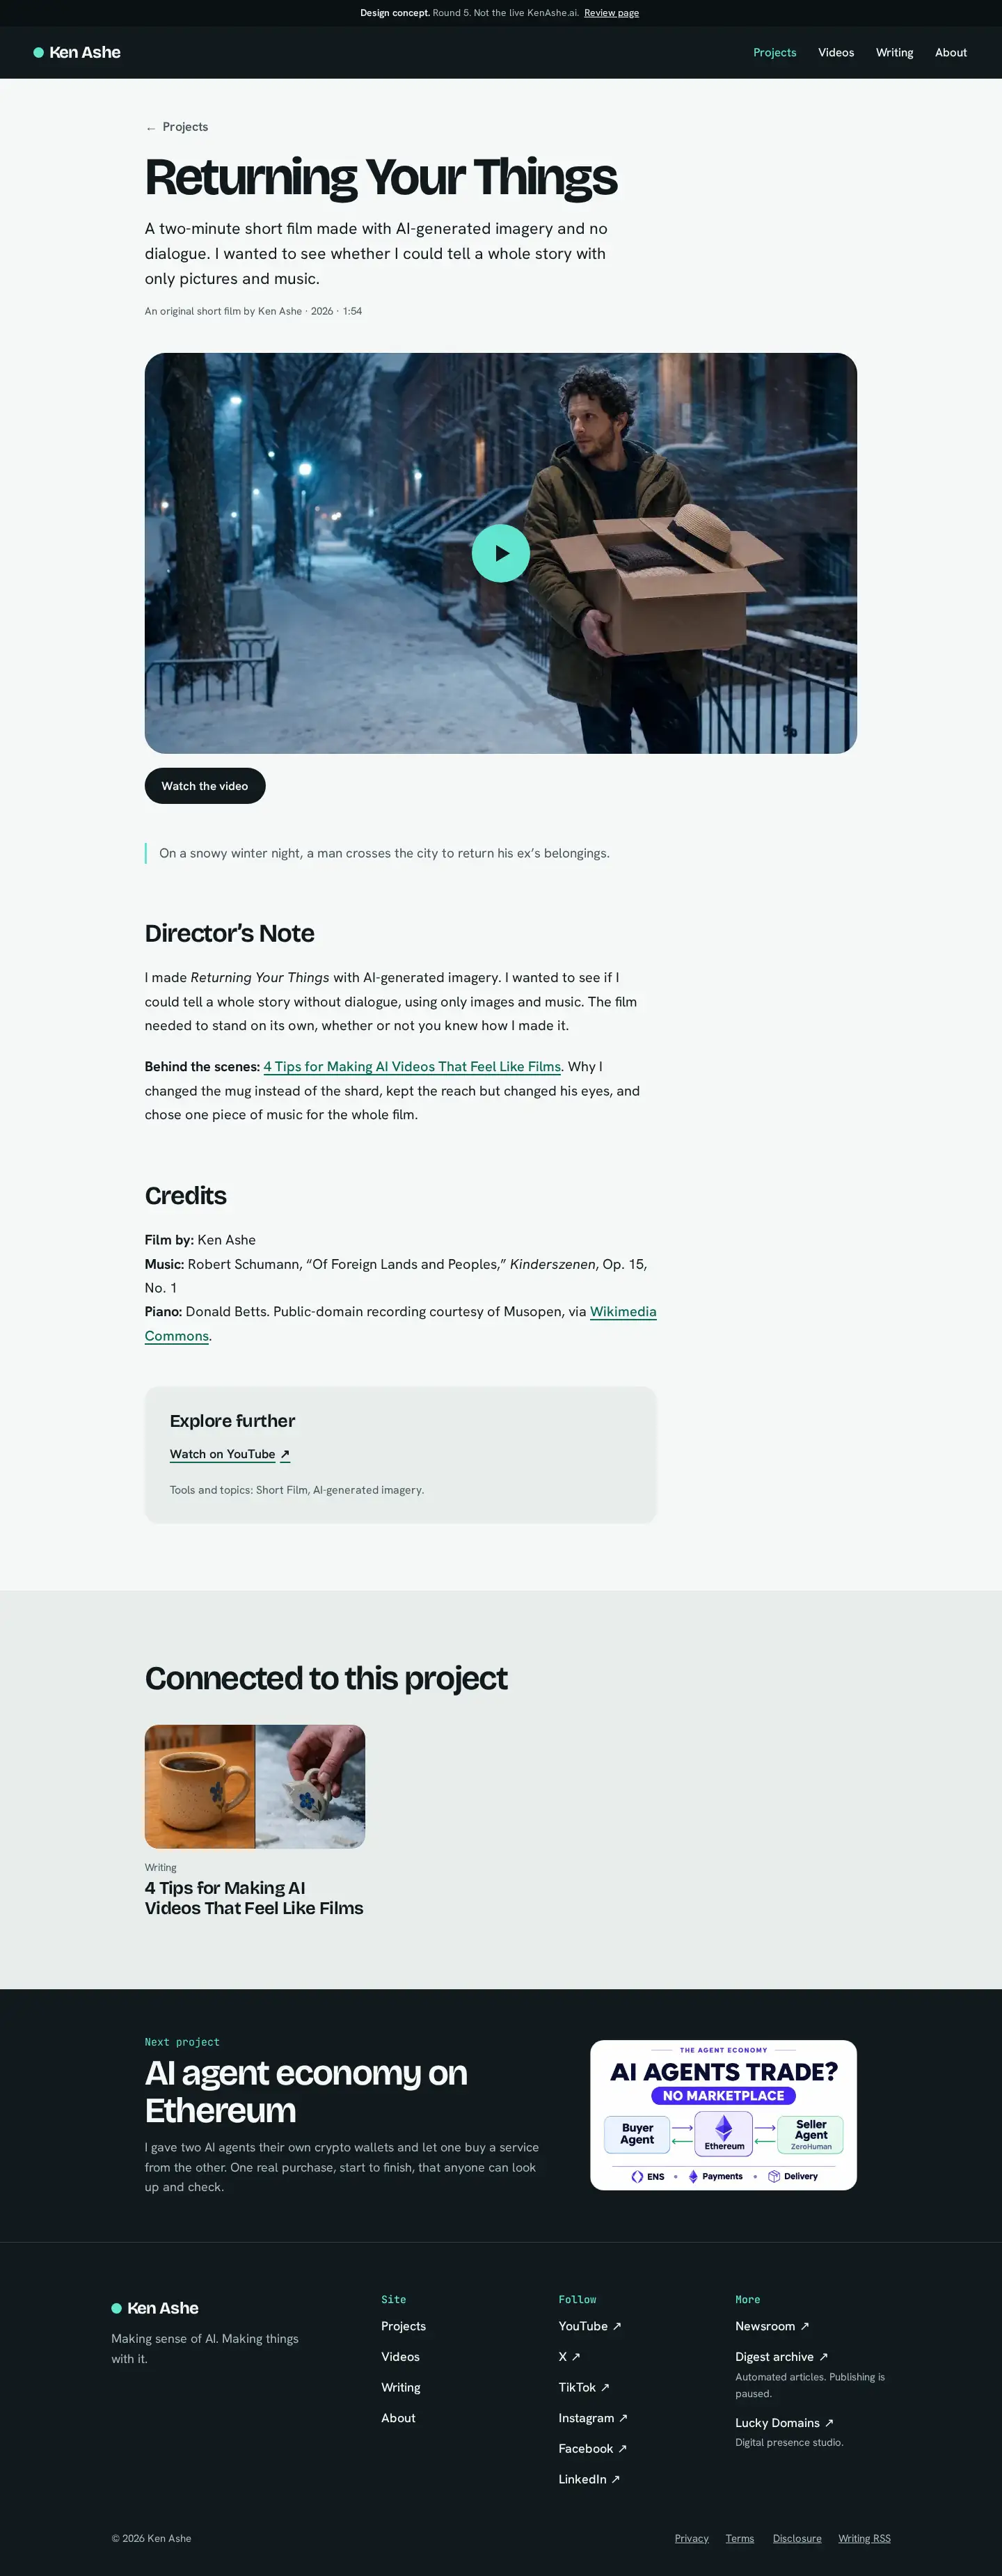 Design concept. Round 5. Not the live KenAshe.ai. Review page
Ken Ashe
Projects
Videos
Writing
About
← Projects
Returning Your Things
A two-minute short film made with AI-generated imagery and no
dialogue. I wanted to see whether I could tell a whole story with
only pictures and music.
An original short film by Ken Ashe · 2026 · 1:54
Watch the video
On a snowy winter night, a man crosses the city to return his ex’s belongings.
Director’s Note
I made Returning Your Things with AI-generated imagery. I wanted to see if I
could tell a whole story without dialogue, using only images and music. The film
needed to stand on its own, whether or not you knew how I made it.
Behind the scenes: 4 Tips for Making AI Videos That Feel Like Films. Why I
changed the mug instead of the shard, kept the reach but changed his eyes, and
chose one piece of music for the whole film.
Credits
Film by: Ken Ashe
Music: Robert Schumann, “Of Foreign Lands and Peoples,” Kinderszenen, Op. 15,
No. 1
Piano: Donald Betts. Public-domain recording courtesy of Musopen, via Wikimedia
Commons.
Explore further
Watch on YouTube ↗
Tools and topics: Short Film, AI-generated imagery.
Connected to this project
Writing
4 Tips for Making AI
Videos That Feel Like Films
Next project
AI agent economy on
Ethereum
I gave two AI agents their own crypto wallets and let one buy a service
from the other. One real purchase, start to finish, that anyone can look
up and check.
THE AGENT ECONOMY
AI AGENTS TRADE?
NO MARKETPLACE
Buyer
Agent
Ethereum
Seller
Agent
ZeroHuman
ENS • Payments • Delivery
Ken Ashe
Making sense of AI. Making things
with it.
Site
Projects
Videos
Writing
About
Follow
YouTube ↗
X ↗
TikTok ↗
Instagram ↗
Facebook ↗
LinkedIn ↗
More
Newsroom ↗
Digest archive ↗
Automated articles. Publishing is
paused.
Lucky Domains ↗
Digital presence studio.
© 2026 Ken Ashe
Privacy
Terms
Disclosure
Writing RSS